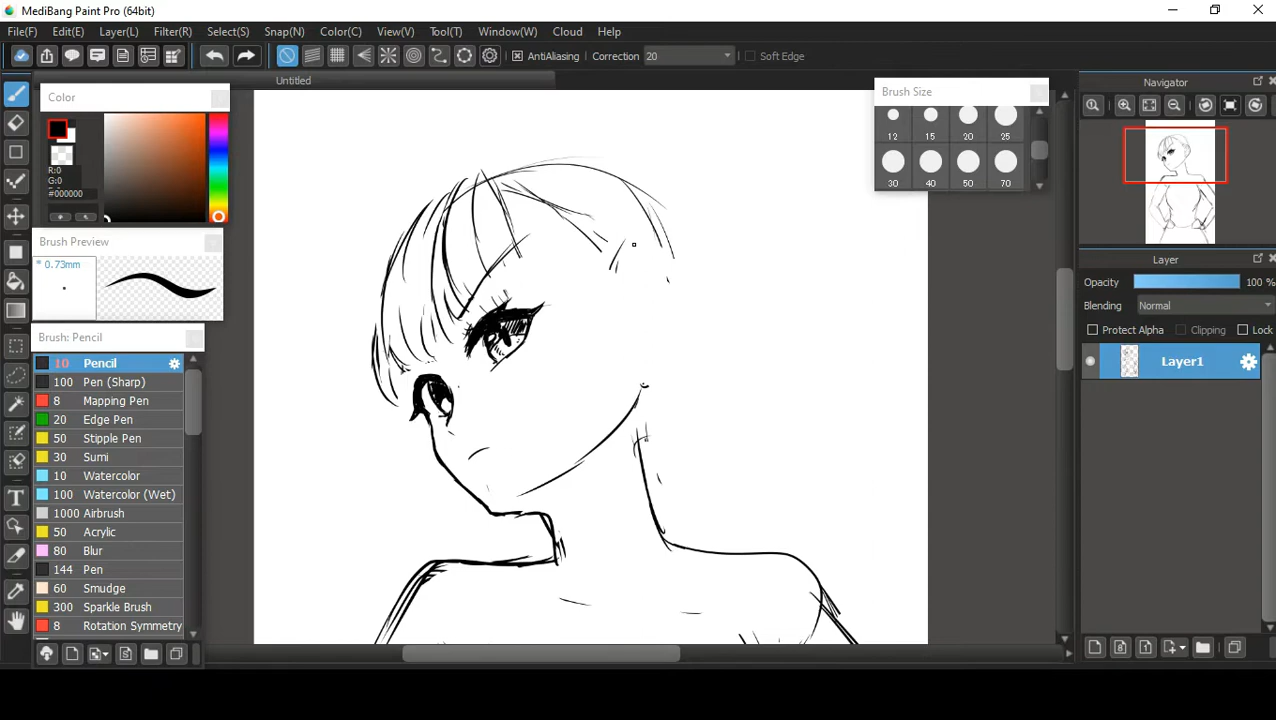 MediBang Paint Pro (64bit)
File(F) Edit(E) Layer(L) Filter(R) Select(S) Snap(N) Color(C) View(V) Tool(T) Window(W) Cloud Help
AntiAliasing Correction 20 Soft Edge
Untitled
Color
R:0
G:0
#000000
Brush Preview
* 0.73mm
Brush: Pencil
10 Pencil
100 Pen (Sharp)
8 Mapping Pen
20 Edge Pen
50 Stipple Pen
30 Sumi
10 Watercolor
100 Watercolor (Wet)
1000 Airbrush
50 Acrylic
80 Blur
144 Pen
60 Smudge
300 Sparkle Brush
8 Rotation Symmetry
Brush Size
12 15 20 25
30 40 50 70
Navigator
Layer
Opacity 100 %
Blending Normal
Protect Alpha Clipping Lock
Layer1